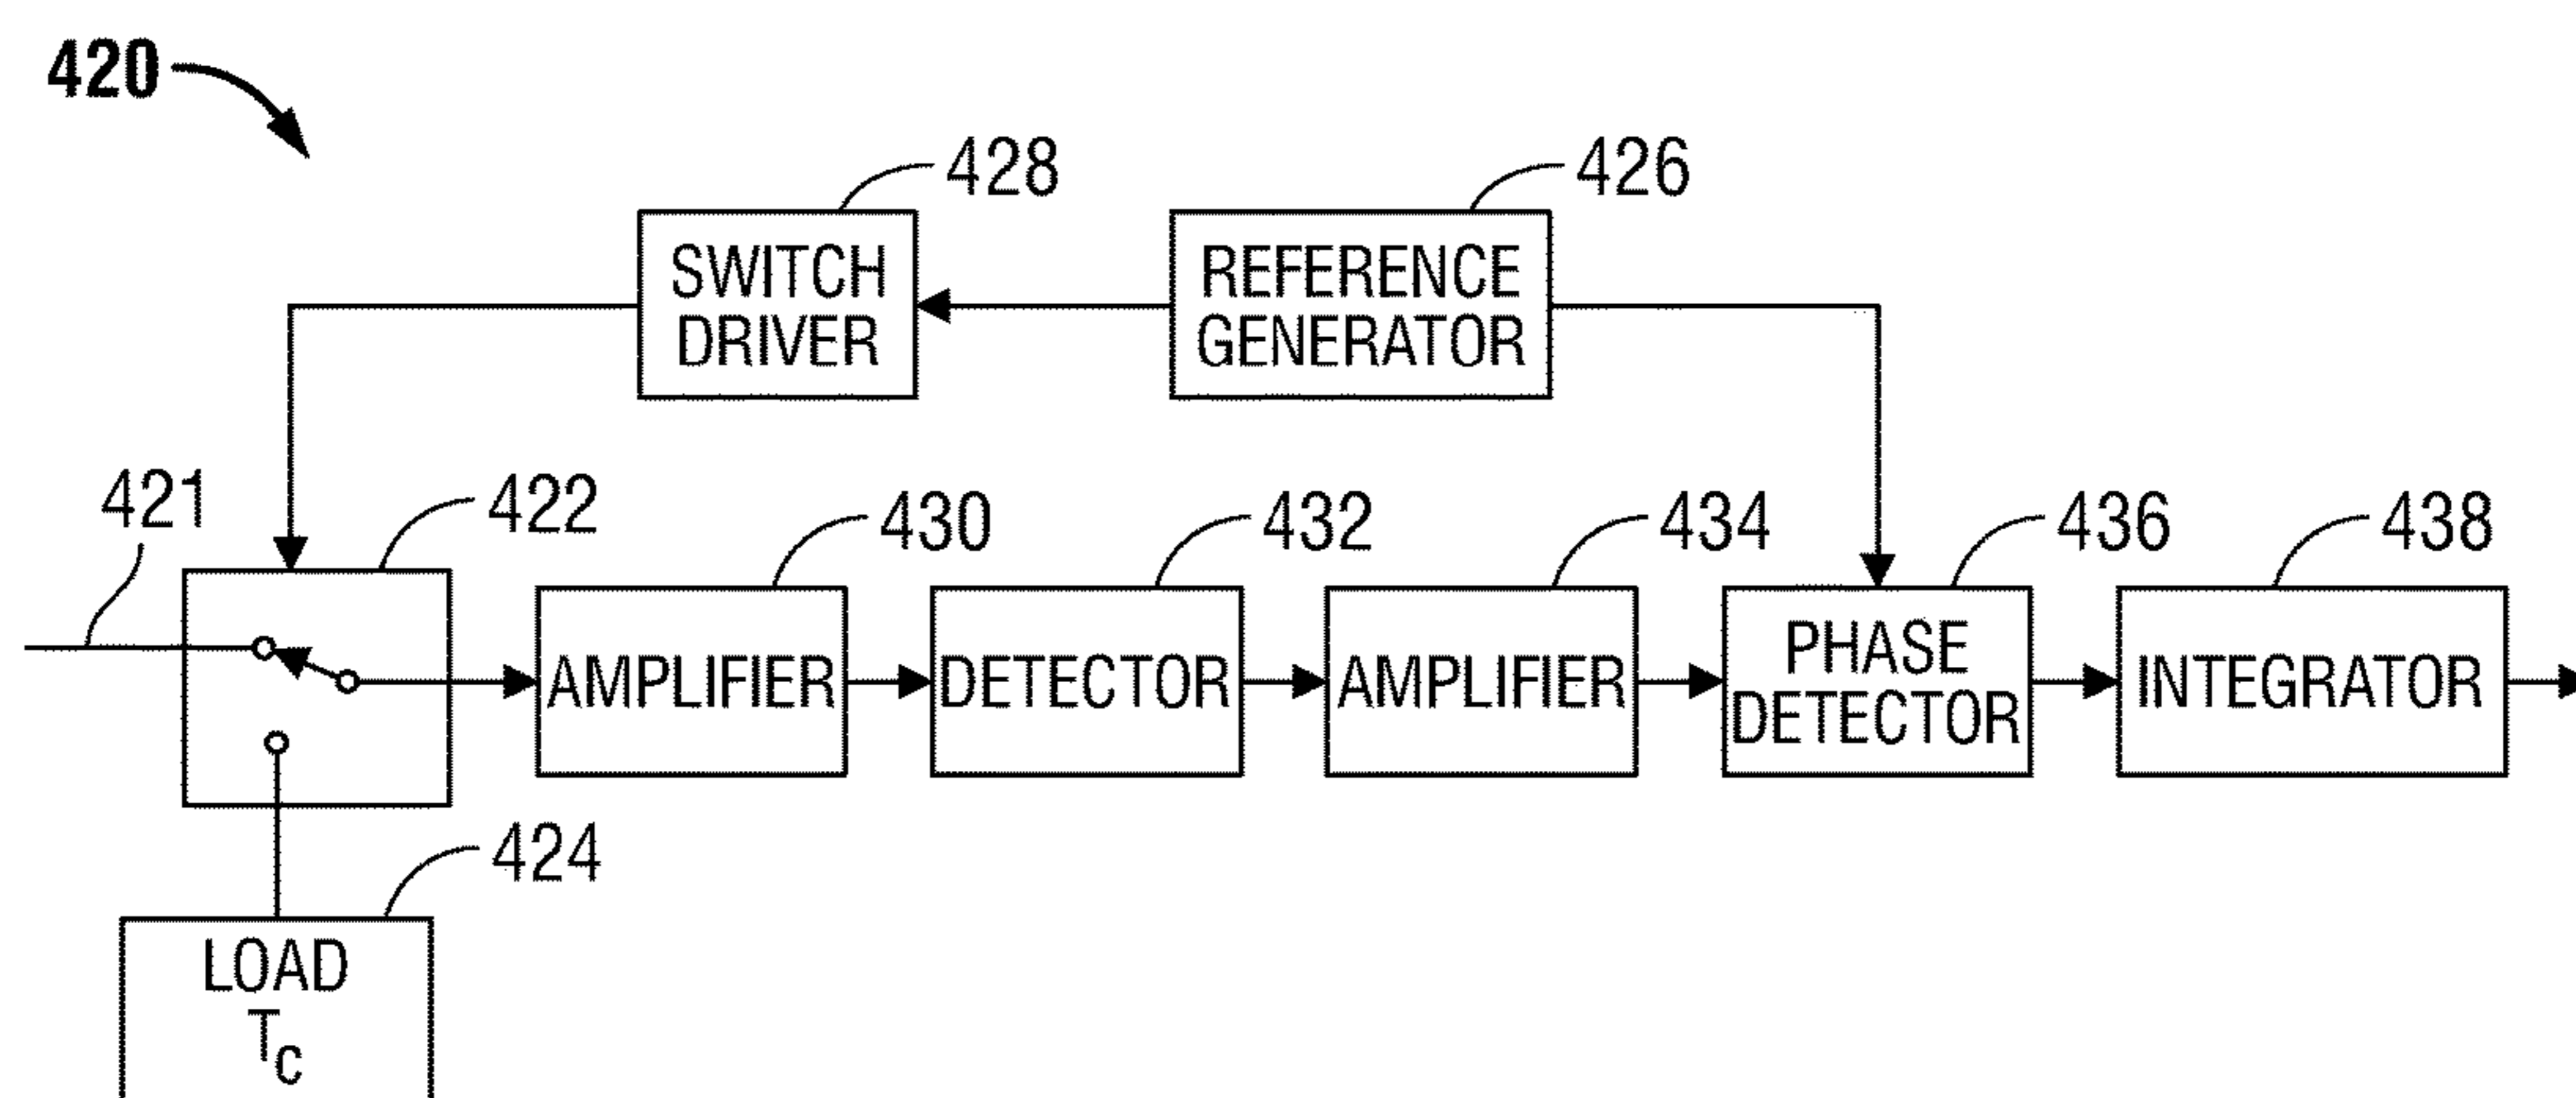 420
428
426
SWITCH
DRIVER
REFERENCE
GENERATOR
421
422
430
432
434
436
438
AMPLIFIER
DETECTOR
AMPLIFIER
PHASE
DETECTOR
INTEGRATOR
424
LOAD
TC